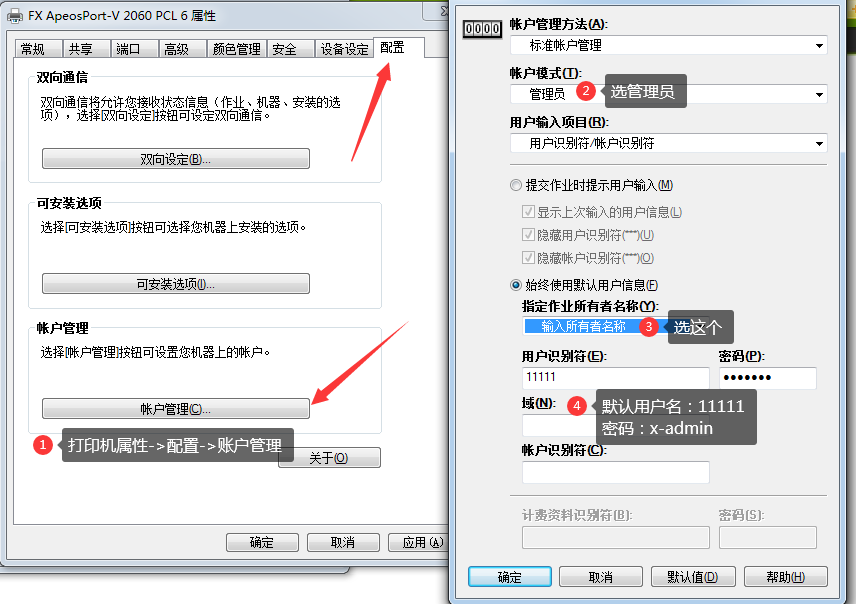 FX ApeosPort-V 2060 PCL 6 属性
常规
共享
端口
高级
颜色管理
安全
设备设定
配置
双向通信
双向通信将允许您接收状态信息（作业、机器、安装的选
项），选择[双向设定]按钮可设定双向通信。
双向设定(B)...
可安装选项
选择[可安装选项]按钮可选择您机器上安装的选项。
可安装选项(I)...
帐户管理
选择[帐户管理]按钮可设置您机器上的帐户。
帐户管理(C)...
1 打印机属性->配置->账户管理
关于(O)
确定
取消
应用(A)
0000
帐户管理方法(A):
标准帐户管理
帐户模式(T):
管理员
2 选管理员
用户输入项目(R):
用户识别符/帐户识别符
提交作业时提示用户输入(M)
显示上次输入的用户信息(L)
隐藏用户识别符(***)(U)
隐藏帐户识别符(***)(O)
始终使用默认用户信息(F)
指定作业所有者名称(Y):
输入所有者名称
3 选这个
用户识别符(E):
密码(P):
11111
●●●●●●●
域(N):
4 默认用户名：11111
密码：x-admin
帐户识别符(C):
计费资料识别符(B):
密码(S):
确定
取消
默认值(D)
帮助(H)